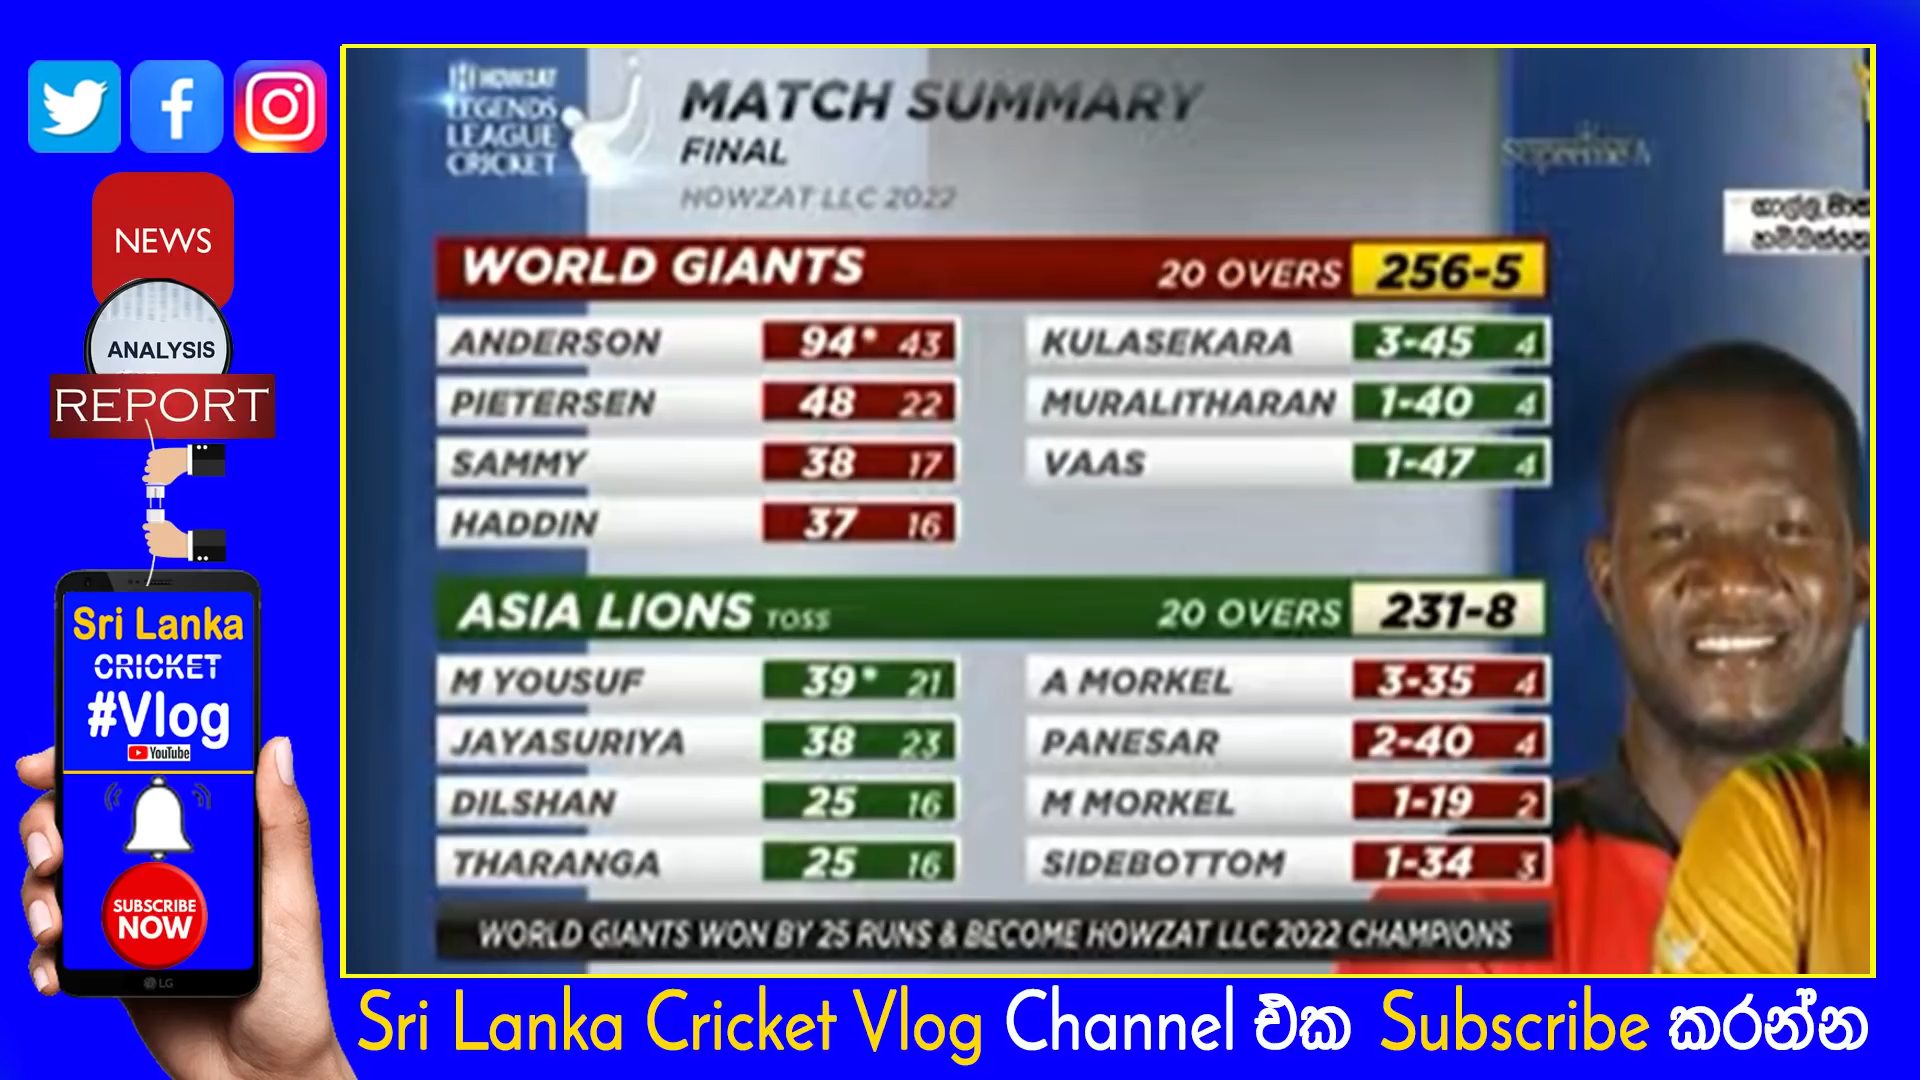 NEWS
ANALYSIS
REPORT
Sri Lanka
CRICKET
#Vlog
YouTube
SUBSCRIBE
NOW
LG
HOWZAT
LEGENDS
LEAGUE
CRICKET
MATCH SUMMARY
FINAL
HOWZAT LLC 2022
WORLD GIANTS 20 OVERS 256-5
ANDERSON 94* 43 KULASEKARA 3-45 4
PIETERSEN 48 22 MURALITHARAN 1-40 4
SAMMY 38 17 VAAS 1-47 4
HADDIN 37 16
ASIA LIONS TOSS 20 OVERS 231-8
M YOUSUF 39* 21 A MORKEL 3-35 4
JAYASURIYA 38 23 PANESAR 2-40 4
DILSHAN 25 16 M MORKEL 1-19 2
THARANGA 25 16 SIDEBOTTOM 1-34 3
WORLD GIANTS WON BY 25 RUNS & BECOME HOWZAT LLC 2022 CHAMPIONS
Supreme
Sri Lanka Cricket Vlog Channel එක Subscribe කරන්න